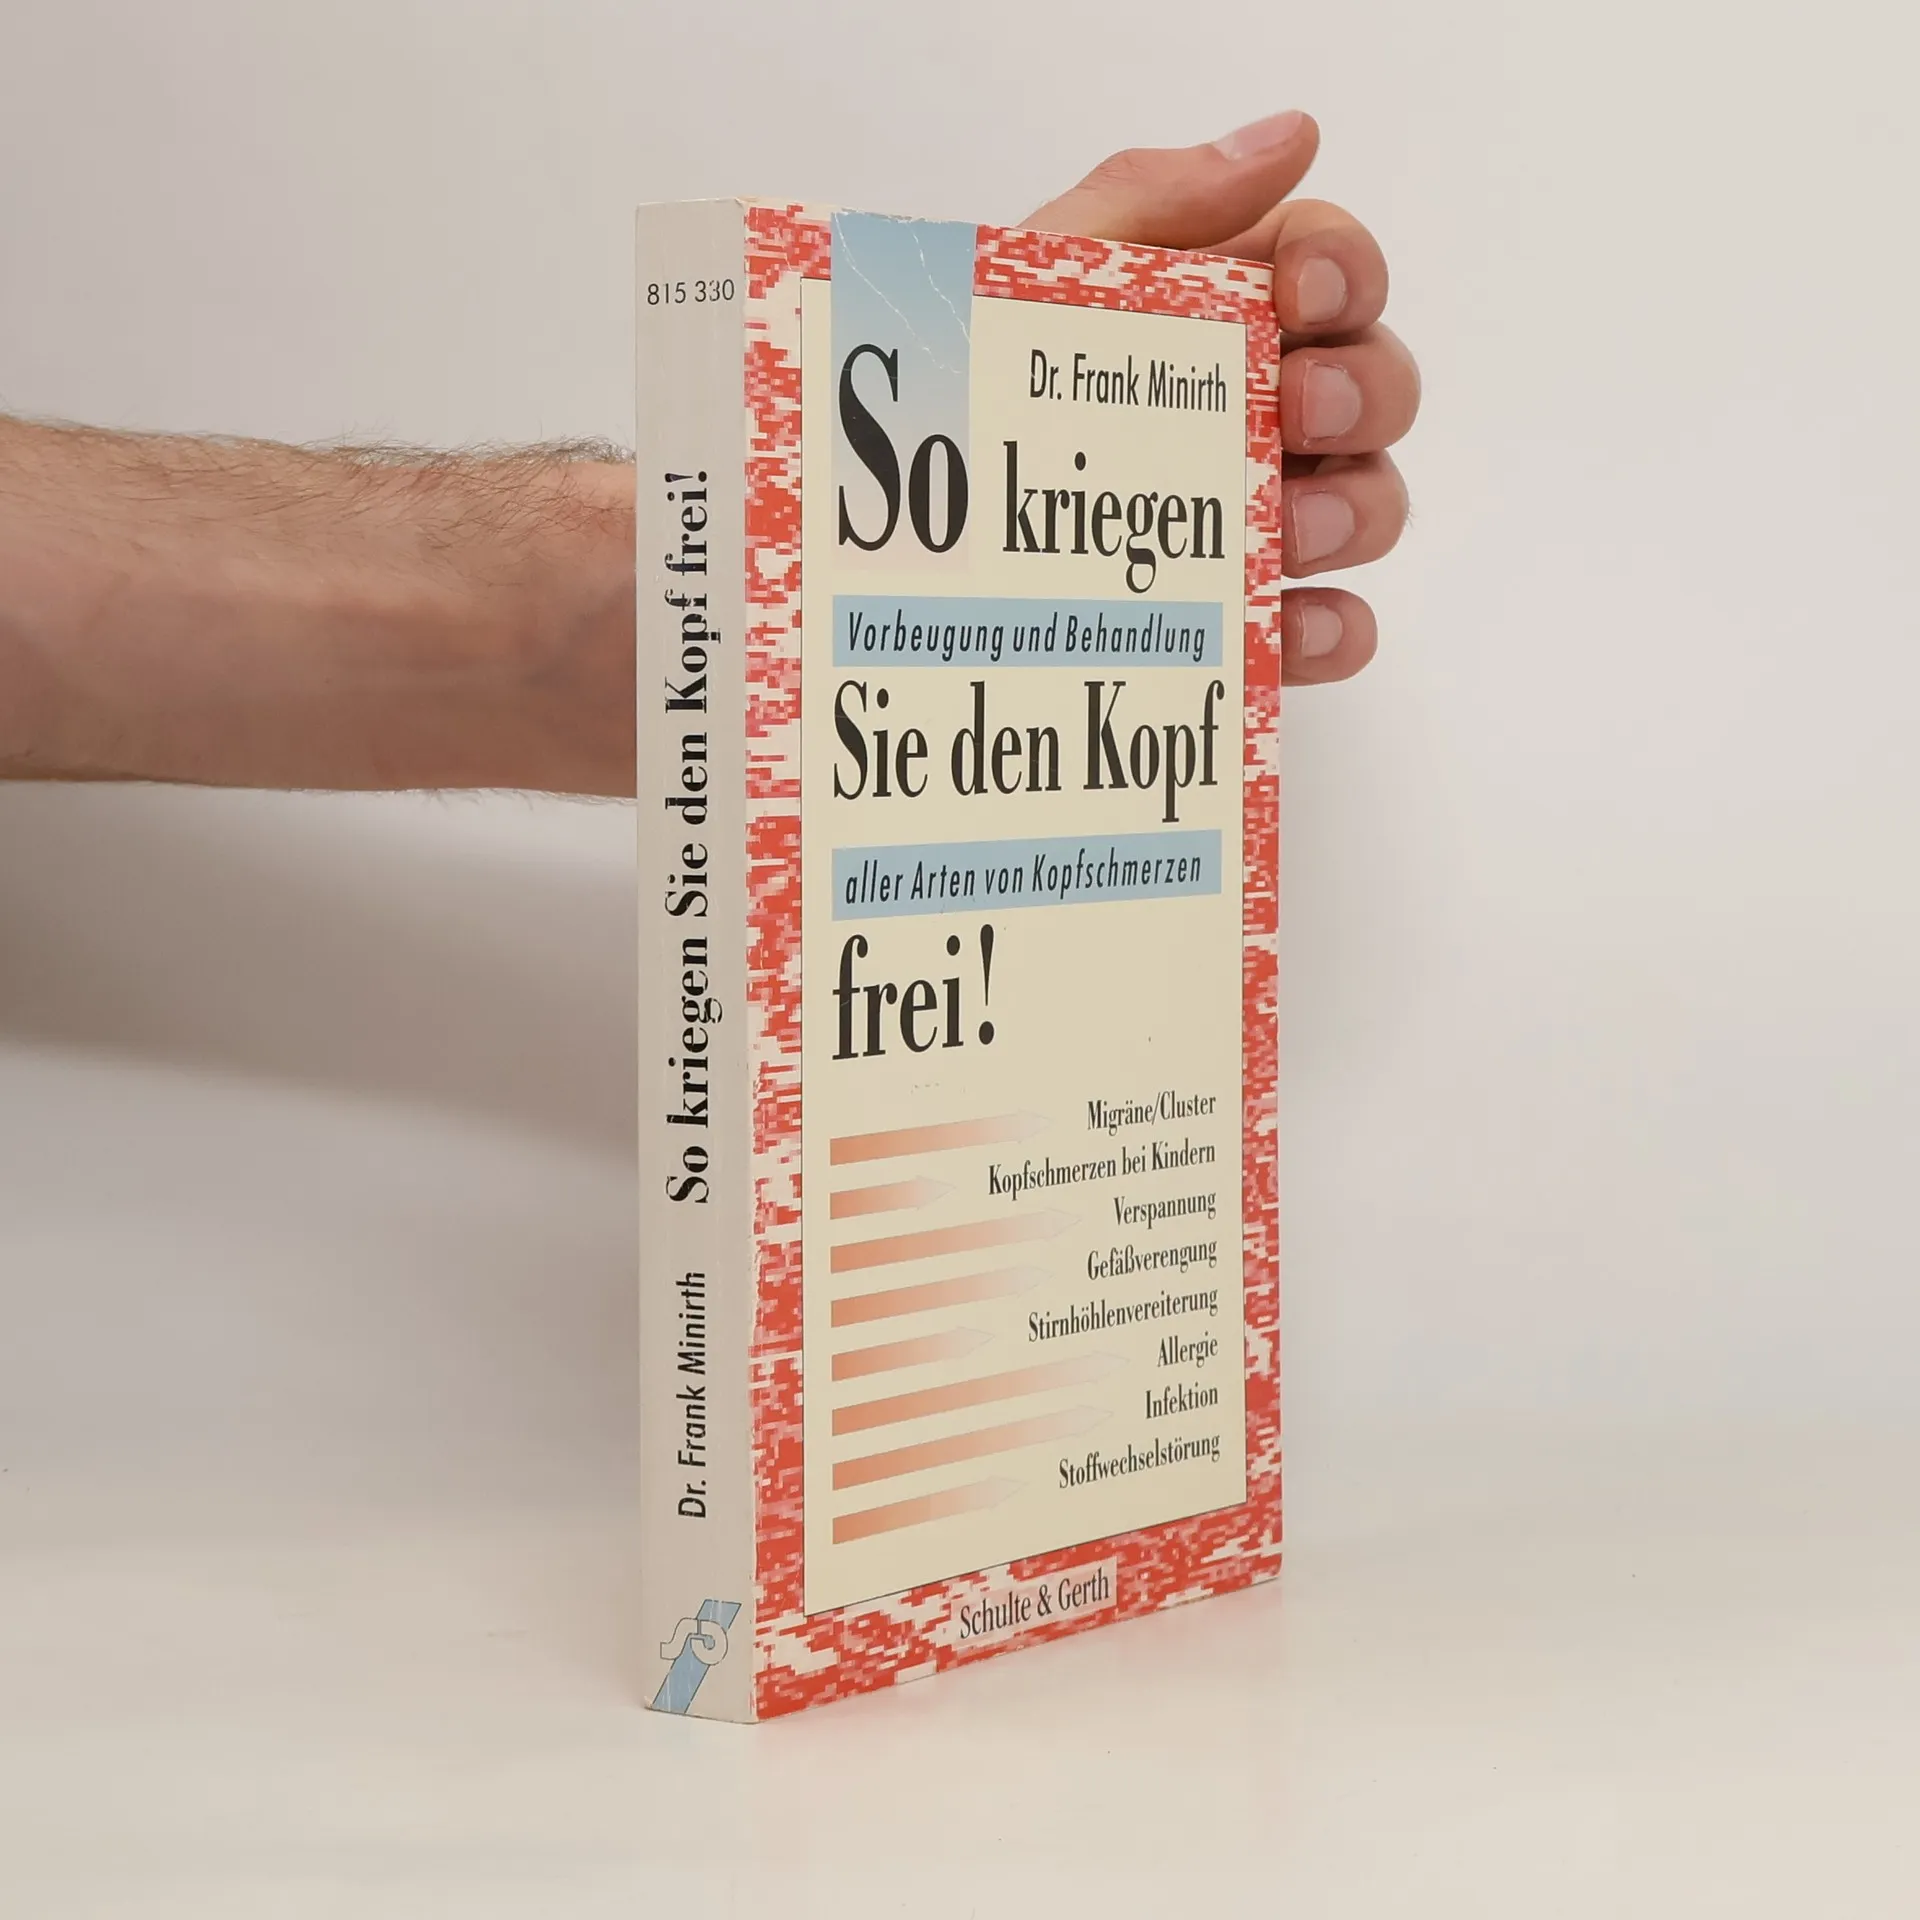 815 330
So kriegen Sie den Kopf frei!
Dr. Frank Minirth
Dr. Frank Minirth
So kriegen
Vorbeugung und Behandlung
Sie den Kopf
aller Arten von Kopfschmerzen
frei!
Migräne/Cluster
Kopfschmerzen bei Kindern
Verspannung
Gefäßverengung
Stirnhöhlenvereiterung
Allergie
Infektion
Stoffwechselstörung
Schulte & Gerth